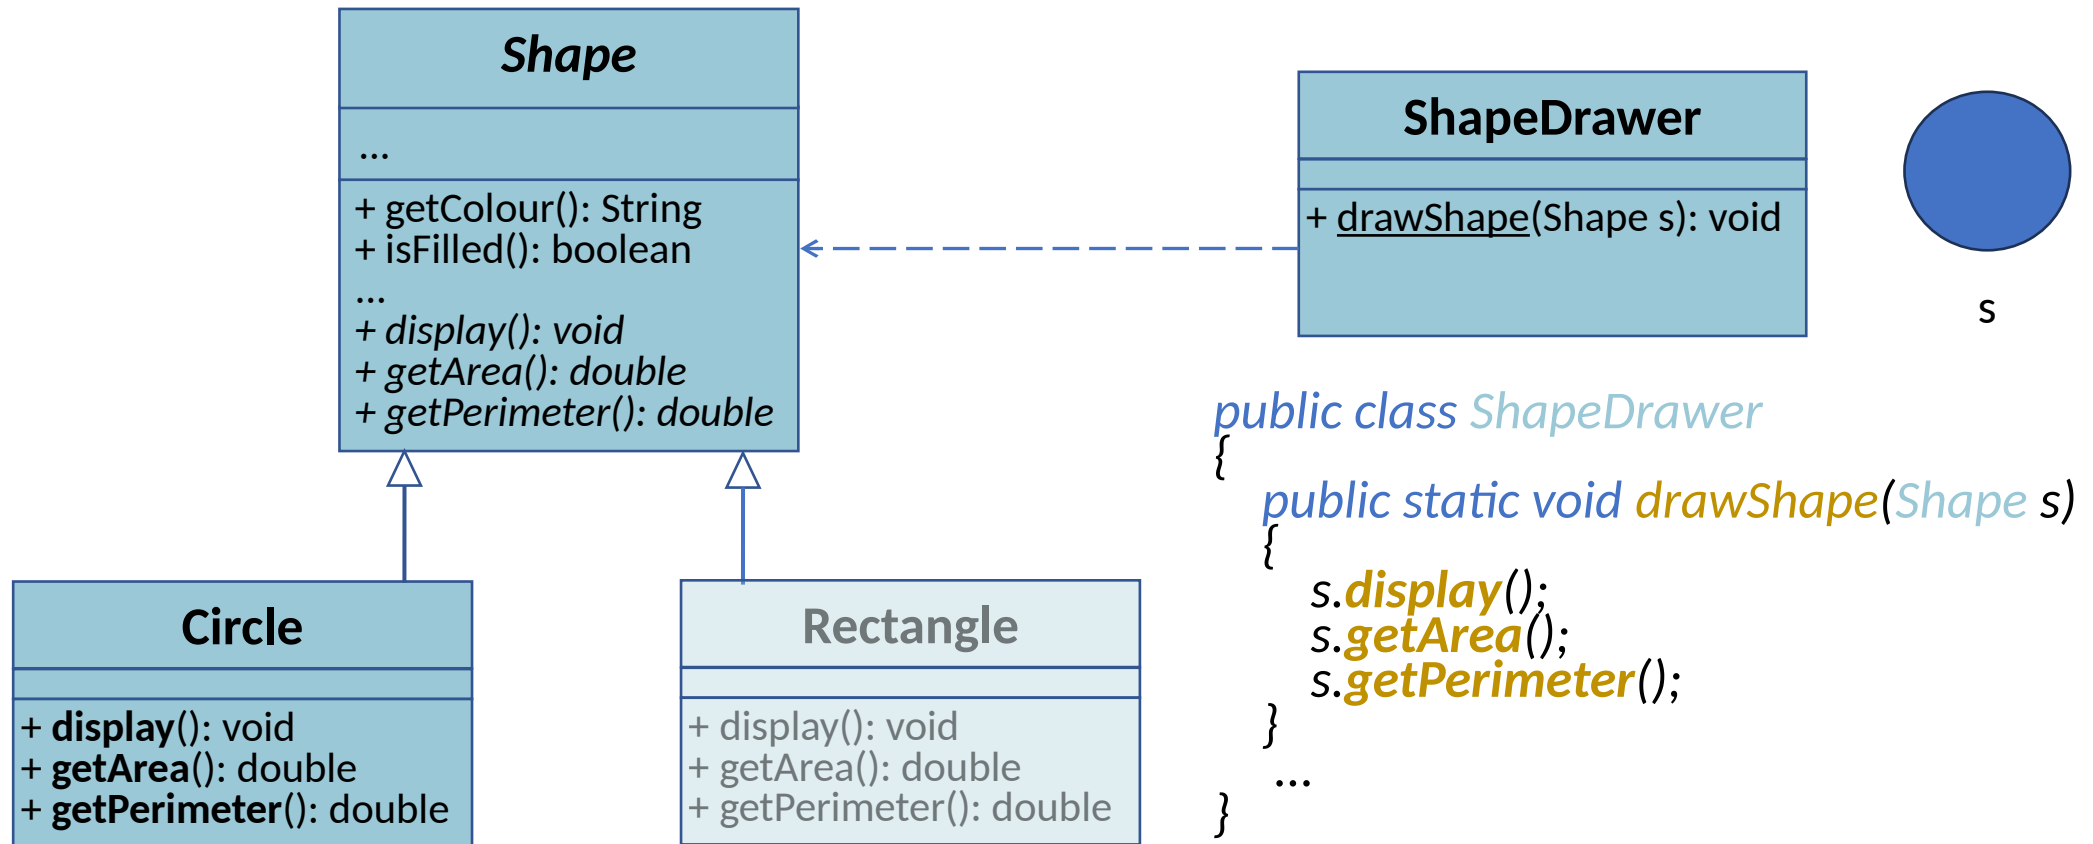 Shape
...
+ getColour(): String
+ isFilled(): boolean
...
+ display(): void
+ getArea(): double
+ getPerimeter(): double
ShapeDrawer
+ drawShape(Shape s): void
s
Circle
+ display(): void
+ getArea(): double
+ getPerimeter(): double
Rectangle
+ display(): void
+ getArea(): double
+ getPerimeter(): double
public class ShapeDrawer
{
public static void drawShape(Shape s)
{
s.display();
s.getArea();
s.getPerimeter();
}
...
}